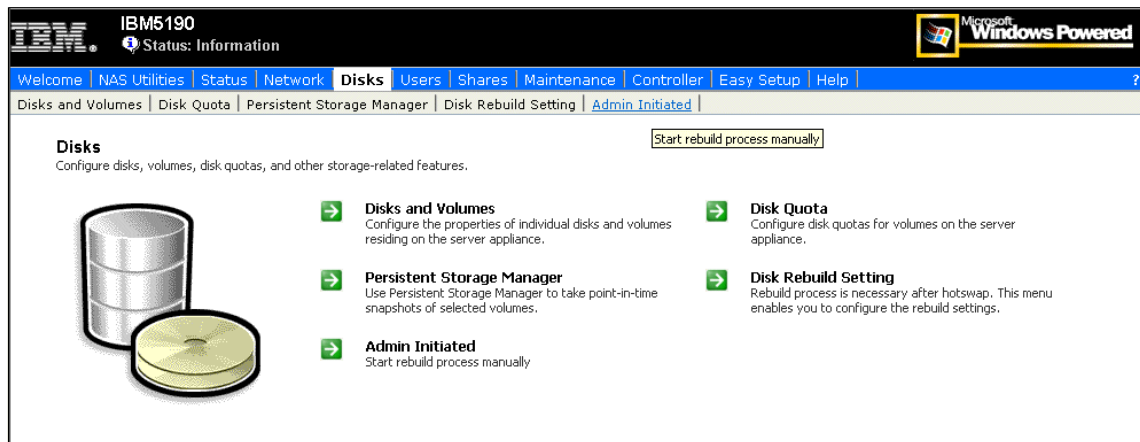 IBM.
IBM5190
Status: Information
Microsoft
Windows Powered
Welcome | NAS Utilities | Status | Network | Disks | Users | Shares | Maintenance | Controller | Easy Setup | Help | ?
Disks and Volumes | Disk Quota | Persistent Storage Manager | Disk Rebuild Setting | Admin Initiated |
Start rebuild process manually
Disks
Configure disks, volumes, disk quotas, and other storage-related features.
Disks and Volumes
Configure the properties of individual disks and volumes
residing on the server appliance.
Disk Quota
Configure disk quotas for volumes on the server
appliance.
Persistent Storage Manager
Use Persistent Storage Manager to take point-in-time
snapshots of selected volumes.
Disk Rebuild Setting
Rebuild process is necessary after hotswap. This menu
enables you to configure the rebuild settings.
Admin Initiated
Start rebuild process manually